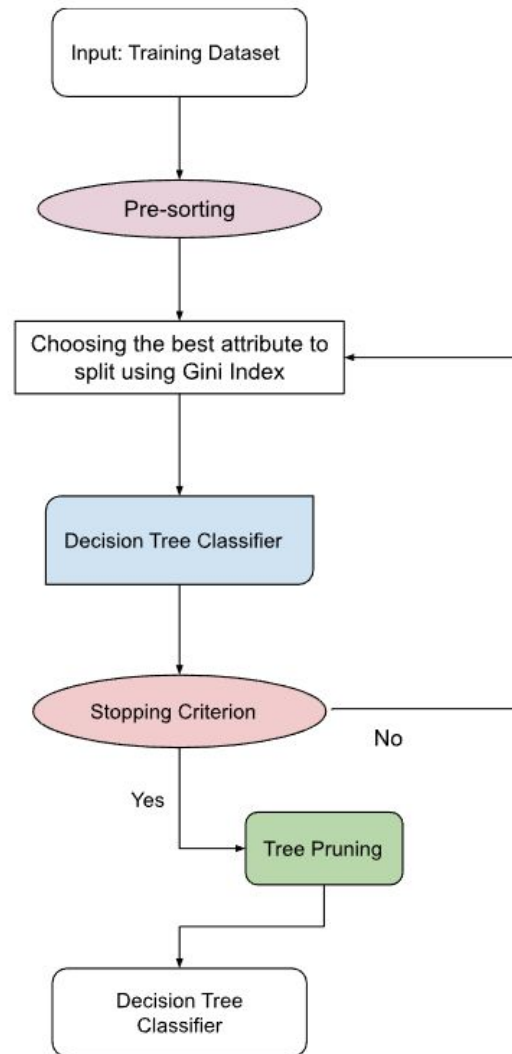 Input: Training Dataset
Pre-sorting
Choosing the best attribute to
split using Gini Index
Decision Tree Classifier
Stopping Criterion
No
Yes
Tree Pruning
Decision Tree
Classifier